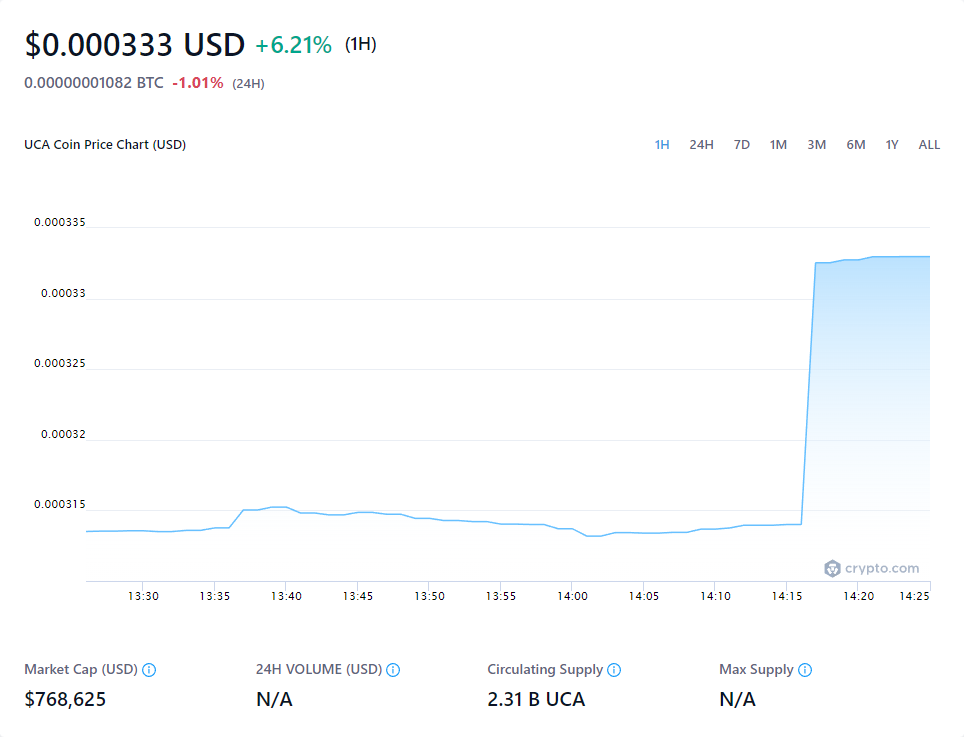 $0.000333 USD +6.21% (1H)
0.00000001082 BTC -1.01% (24H)
UCA Coin Price Chart (USD)
1H 24H 7D 1M 3M 6M 1Y ALL
0.000335
0.00033
0.000325
0.00032
0.000315
crypto.com
13:30 13:35 13:40 13:45 13:50 13:55 14:00 14:05 14:10 14:15 14:20 14:25
Market Cap (USD) 24H VOLUME (USD) Circulating Supply Max Supply
$768,625 N/A 2.31 B UCA N/A